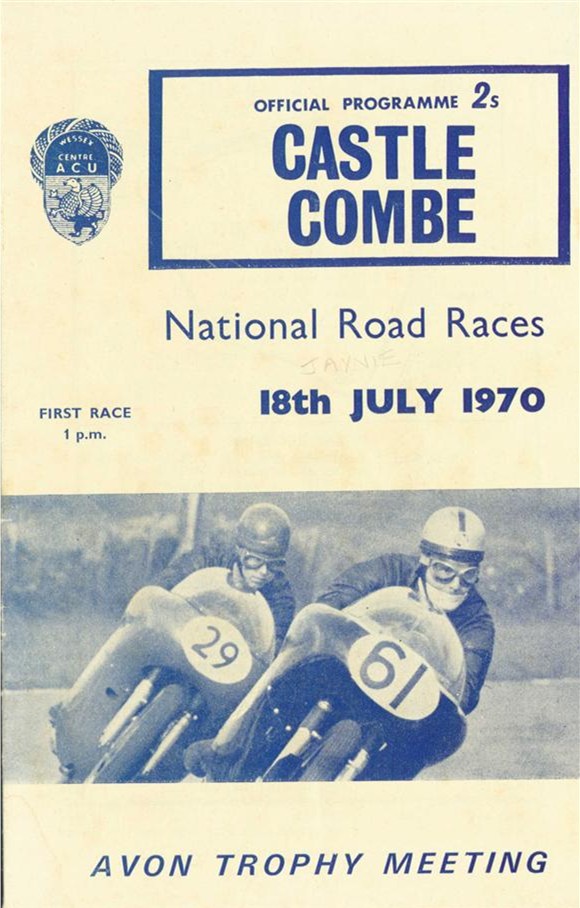 OFFICIAL PROGRAMME 2s
CASTLE
COMBE
WESSEX
CENTRE
ACU
National Road Races
JAYNIE
18th JULY 1970
FIRST RACE
1 p.m.
29
61
AVON TROPHY MEETING